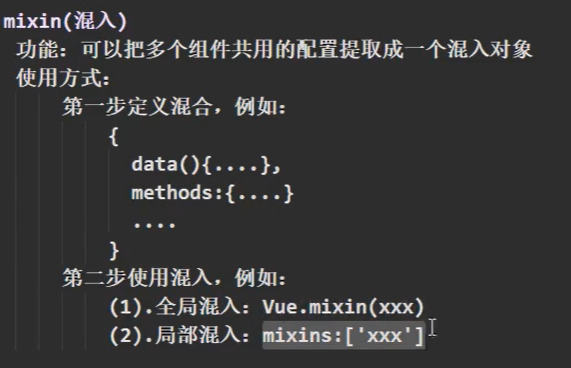 mixin(混入)
功能：可以把多个组件共用的配置提取成一个混入对象
使用方式：
第一步定义混合，例如：
{
data(){....},
methods:{....}
....
}
第二步使用混入，例如：
(1).全局混入：Vue.mixin(xxx)
(2).局部混入：mixins:['xxx']